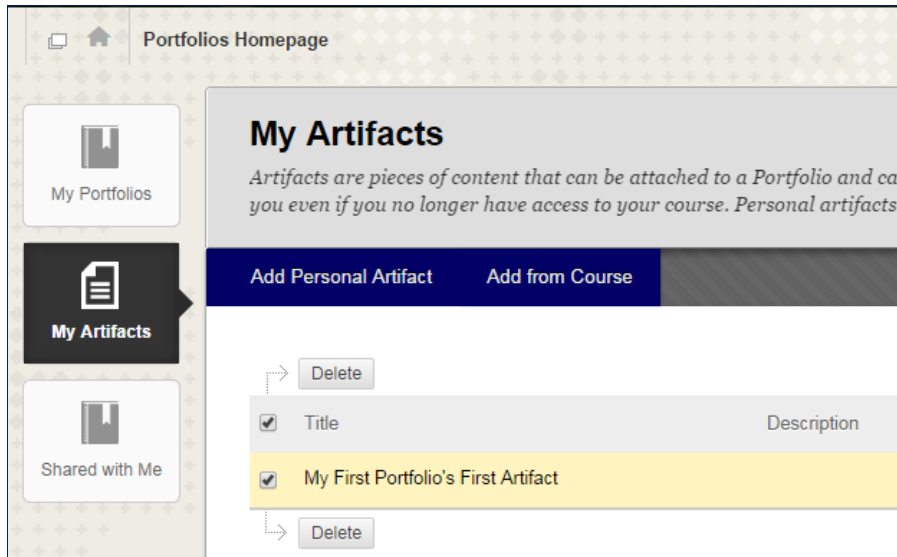 Portfolios Homepage
My Portfolios
My Artifacts
Shared with Me
My Artifacts
Artifacts are pieces of content that can be attached to a Portfolio and ca
you even if you no longer have access to your course. Personal artifacts
Add Personal Artifact Add from Course
Delete
Title Description
My First Portfolio's First Artifact
Delete